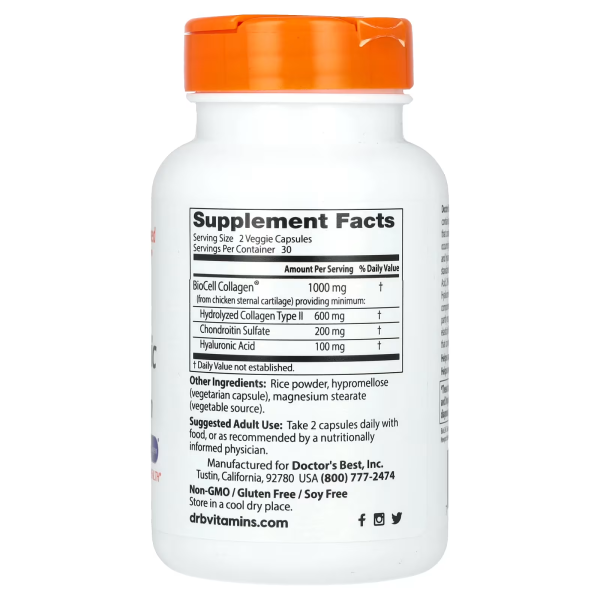 Supplement Facts
Serving Size 2 Veggie Capsules
Servings Per Container 30
Amount Per Serving % Daily Value
BioCell Collagen® 1000 mg †
(from chicken sternal cartilage) providing minimum:
Hydrolyzed Collagen Type II 600 mg †
Chondroitin Sulfate 200 mg †
Hyaluronic Acid 100 mg †
† Daily Value not established.
Other Ingredients: Rice powder, hypromellose
(vegetarian capsule), magnesium stearate
(vegetable source).
Suggested Adult Use: Take 2 capsules daily with
food, or as recommended by a nutritionally
informed physician.
Manufactured for Doctor's Best, Inc.
Tustin, California, 92780 USA (800) 777-2474
Non-GMO / Gluten Free / Soy Free
Store in a cool dry place.
drbvitamins.com